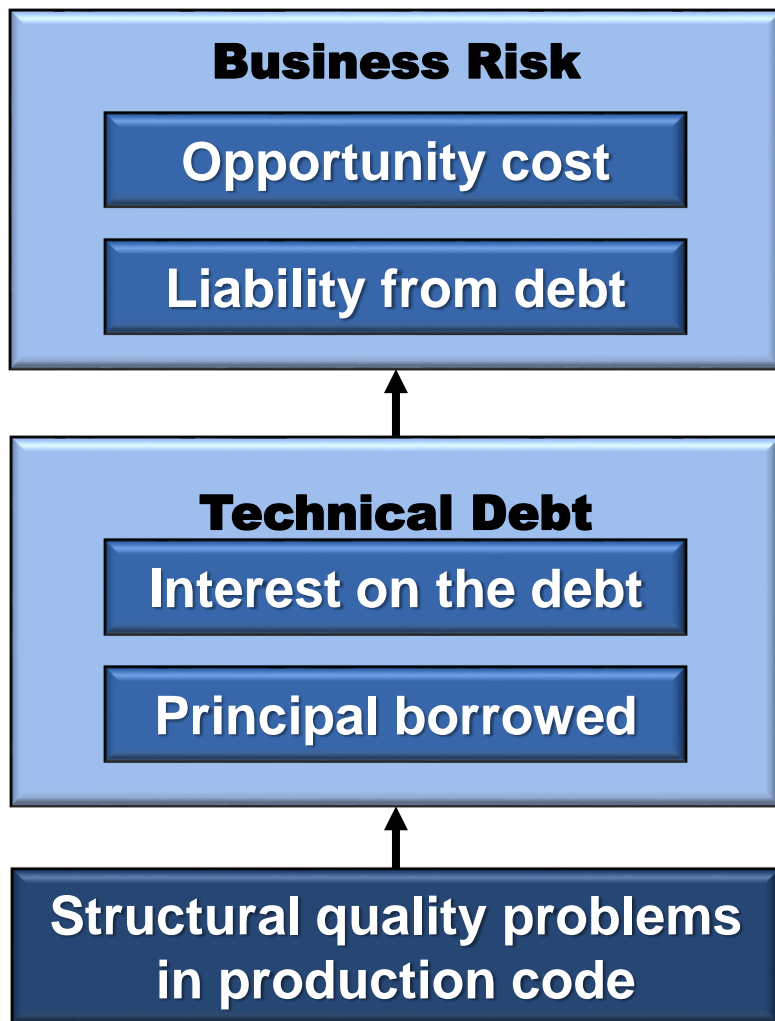 Business Risk
Opportunity cost
Liability from debt
Technical Debt
Interest on the debt
Principal borrowed
Structural quality problems
in production code